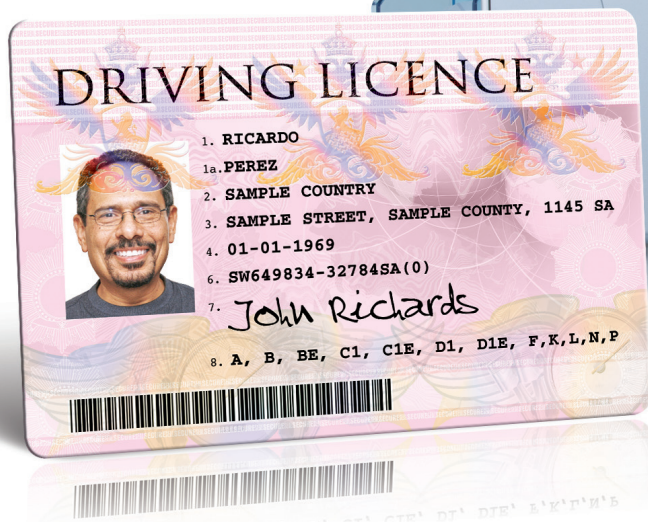 DRIVING LICENCE
1. RICARDO
1a.PEREZ
2. SAMPLE COUNTRY
3. SAMPLE STREET, SAMPLE COUNTY, 1145 SA
4. 01-01-1969
6. SW649834-32784SA(0)
7. John Richards
8. A, B, BE, C1, C1E, D1, D1E, F,K,L,N,P